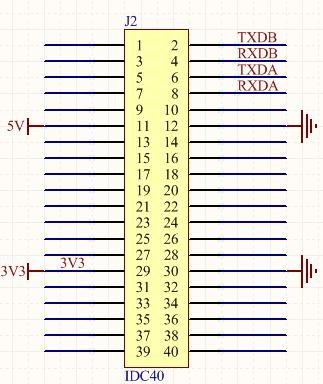 J2
1 2 TXDB
3 4 RXDB
5 6 TXDA
7 8 RXDA
9 10
5V 11 12
13 14
15 16
17 18
19 20
21 22
23 24
25 26
27 28
3V3 3V3 29 30
31 32
33 34
35 36
37 38
39 40
IDC40